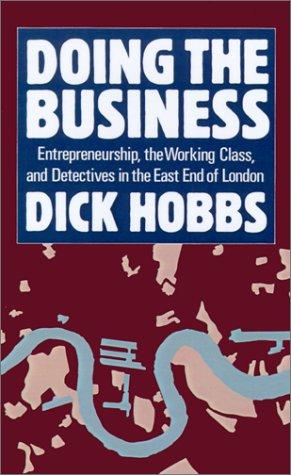 DOING THE
BUSINESS
Entrepreneurship, the Working Class,
and Detectives in the East End of London
DICK HOBBS